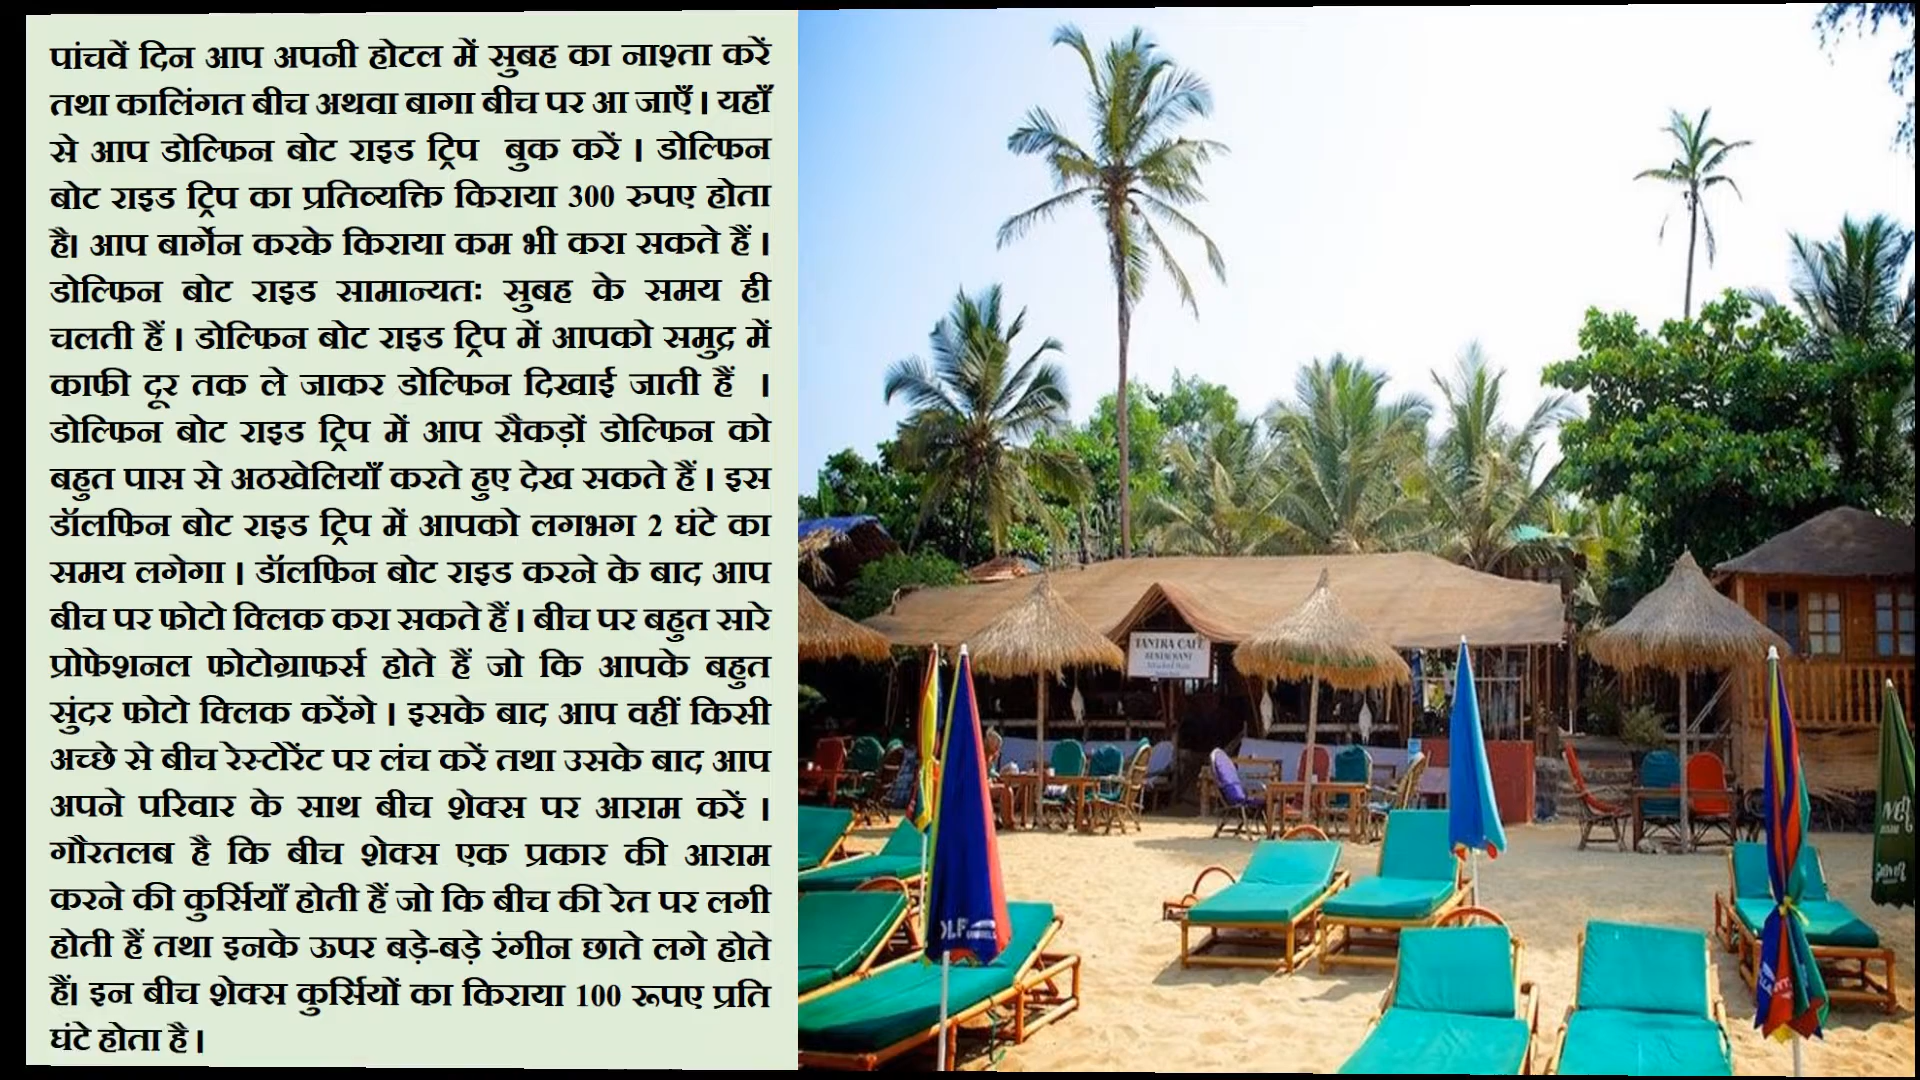 पांचवें दिन आप अपनी होटल में सुबह का नाश्ता करें
तथा कालिंगत बीच अथवा बागा बीच पर आ जाएँ। यहाँ
से आप डोल्फिन बोट राइड ट्रिप बुक करें । डोल्फिन
बोट राइड ट्रिप का प्रतिव्यक्ति किराया 300 रुपए होता
है। आप बार्गेन करके किराया कम भी करा सकते हैं ।
डोल्फिन बोट राइड सामान्यतः सुबह के समय ही
चलती हैं । डोल्फिन बोट राइड ट्रिप में आपको समुद्र में
काफी दूर तक ले जाकर डोल्फिन दिखाई जाती हैं ।
डोल्फिन बोट राइड ट्रिप में आप सैकड़ों डोल्फिन को
बहुत पास से अठखेलियाँ करते हुए देख सकते हैं । इस
डॉलफिन बोट राइड ट्रिप में आपको लगभग 2 घंटे का
समय लगेगा । डॉलफिन बोट राइड करने के बाद आप
बीच पर फोटो क्लिक करा सकते हैं । बीच पर बहुत सारे
प्रोफेशनल फोटोग्राफर्स होते हैं जो कि आपके बहुत
सुंदर फोटो क्लिक करेंगे । इसके बाद आप वहीं किसी
अच्छे से बीच रेस्टोरेंट पर लंच करें तथा उसके बाद आप
अपने परिवार के साथ बीच शेक्स पर आराम करें ।
गौरतलब है कि बीच शेक्स एक प्रकार की आराम
करने की कुर्सियाँ होती हैं जो कि बीच की रेत पर लगी
होती हैं तथा इनके ऊपर बड़े-बड़े रंगीन छाते लगे होते
हैं। इन बीच शेक्स कुर्सियों का किराया 100 रूपए प्रति
घंटे होता है ।
TANTRA CAFE
RESTAURANT